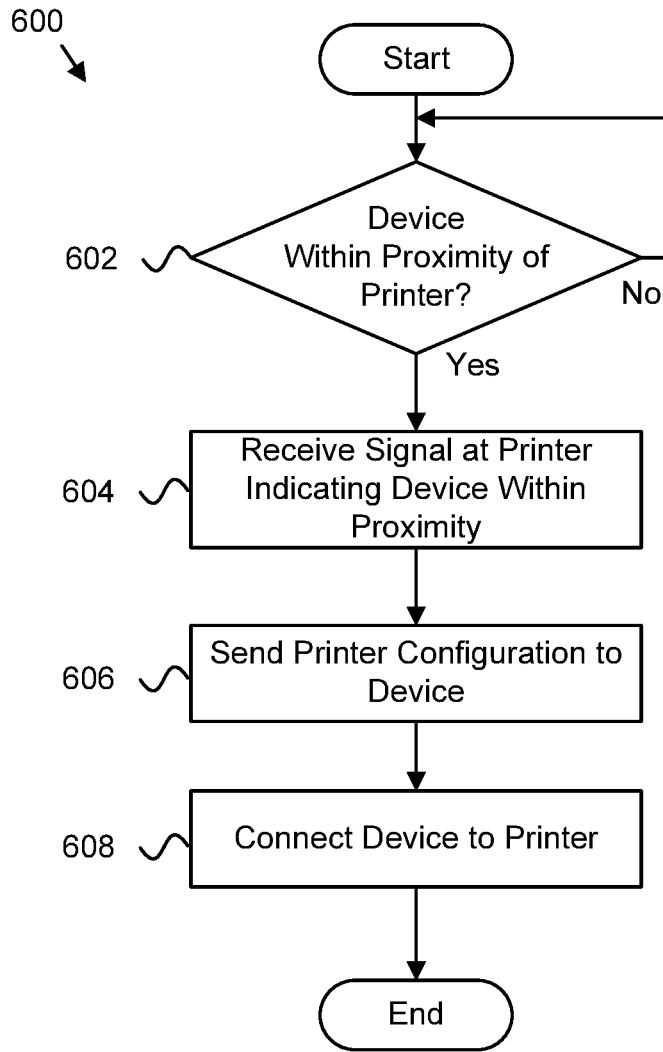 600
Start
602
Device
Within Proximity of
Printer?
No
Yes
604
Receive Signal at Printer
Indicating Device Within
Proximity
606
Send Printer Configuration to
Device
608
Connect Device to Printer
End